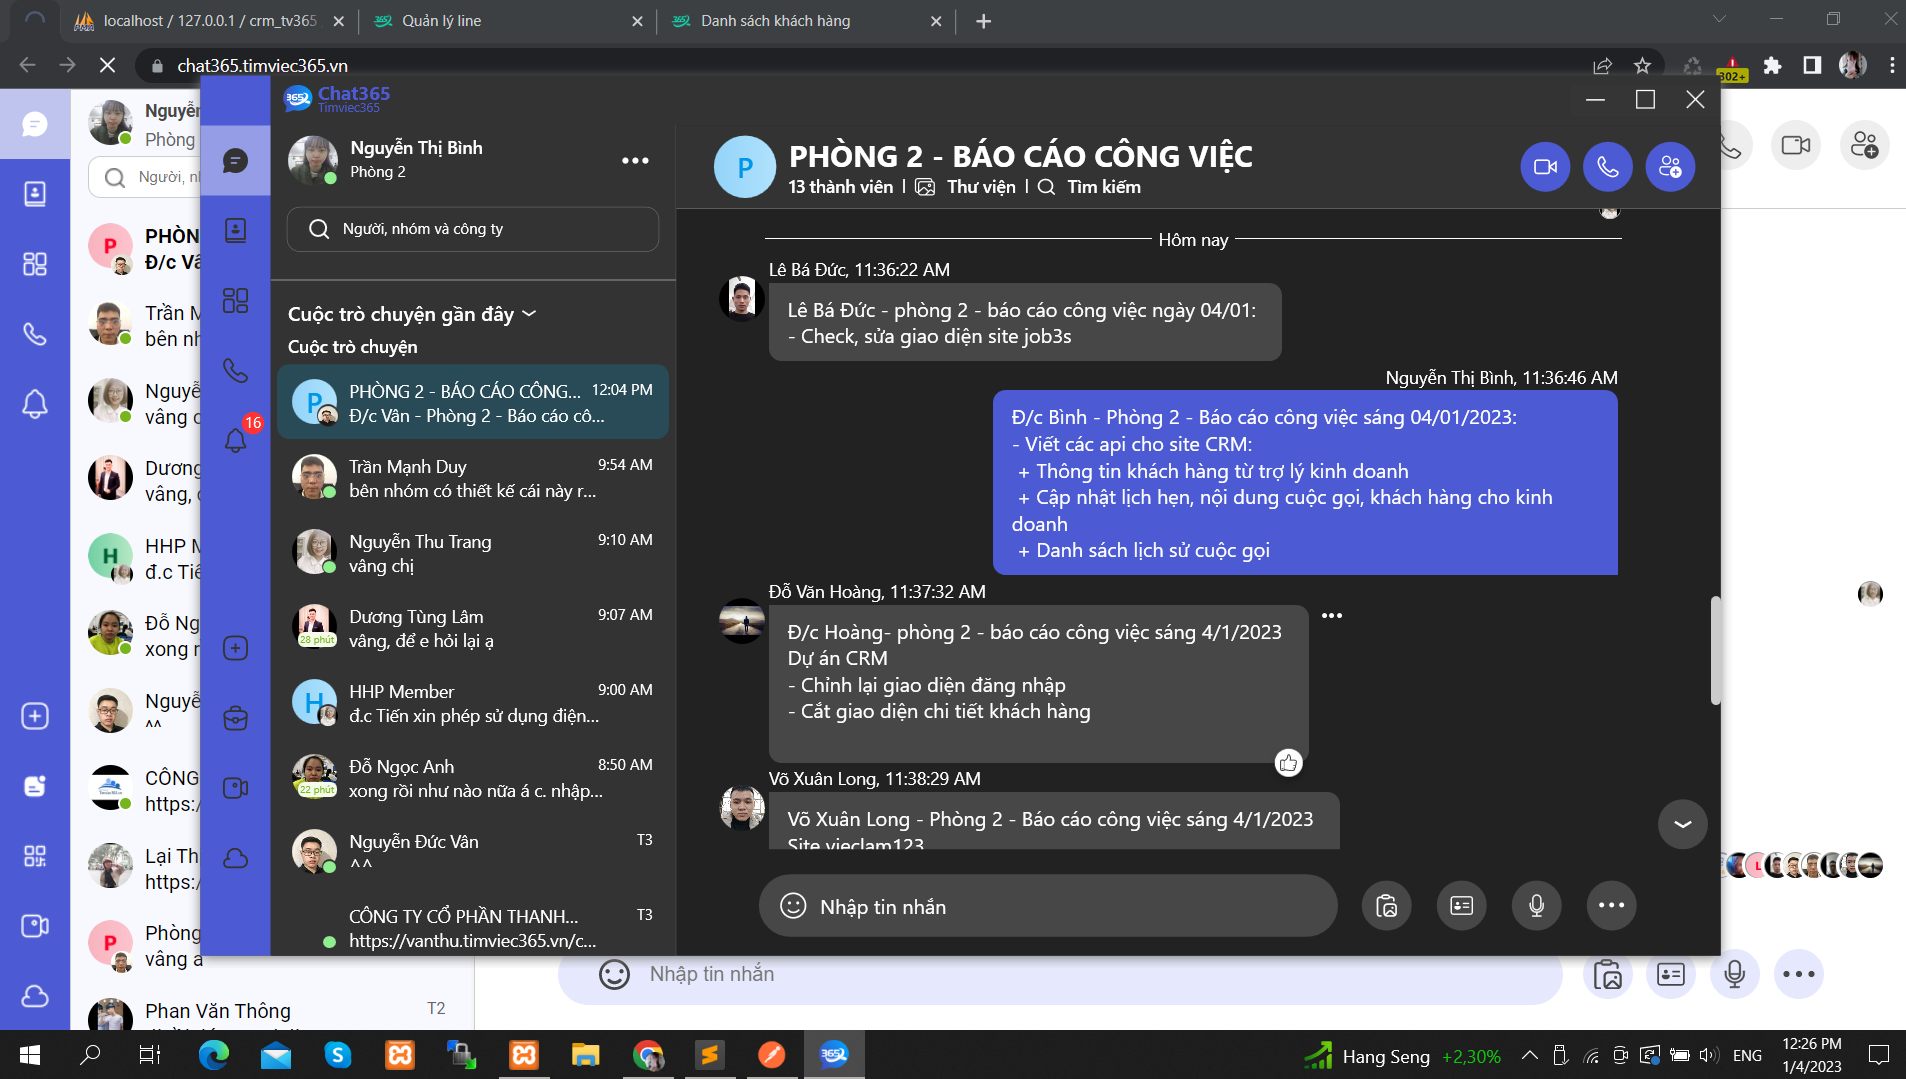 localhost / 127.0.0.1 / crm_tv365
Quản lý line
Danh sách khách hàng
chat365.timviec365.vn
302+
Nguyễn
Phòng
Người, nh
PHÒN
Đ/c Vâ
Trần M
bên nh
Nguyễ
vâng c
Dương
vâng, c
HHP M
đ.c Tiế
Đỗ Ng
xong r
Nguyễ
^^
CÔNG
https:/
Lại Th
https:/
Phòng
vâng ạ
Phan Văn Thông
T2
Chat365
Timviec365
Nguyễn Thị Bình
Phòng 2
Người, nhóm và công ty
Cuộc trò chuyện gần đây
Cuộc trò chuyện
PHÒNG 2 - BÁO CÁO CÔNG... 12:04 PM
Đ/c Vân - Phòng 2 - Báo cáo cô...
Trần Mạnh Duy 9:54 AM
bên nhóm có thiết kế cái này r...
Nguyễn Thu Trang 9:10 AM
vâng chị
Dương Tùng Lâm 9:07 AM
28 phút
vâng, để e hỏi lại ạ
HHP Member 9:00 AM
đ.c Tiến xin phép sử dụng điện...
Đỗ Ngọc Anh 8:50 AM
22 phút
xong rồi như nào nữa á c. nhập...
Nguyễn Đức Vân T3
^^
CÔNG TY CỔ PHẦN THANH... T3
https://vanthu.timviec365.vn/c...
16
PHÒNG 2 - BÁO CÁO CÔNG VIỆC
13 thành viên | Thư viện | Tìm kiếm
Hôm nay
Lê Bá Đức, 11:36:22 AM
Lê Bá Đức - phòng 2 - báo cáo công việc ngày 04/01:
- Check, sửa giao diện site job3s
Nguyễn Thị Bình, 11:36:46 AM
Đ/c Bình - Phòng 2 - Báo cáo công việc sáng 04/01/2023:
- Viết các api cho site CRM:
+ Thông tin khách hàng từ trợ lý kinh doanh
+ Cập nhật lịch hẹn, nội dung cuộc gọi, khách hàng cho kinh
doanh
+ Danh sách lịch sử cuộc gọi
Đỗ Văn Hoàng, 11:37:32 AM
Đ/c Hoàng- phòng 2 - báo cáo công việc sáng 4/1/2023
Dự án CRM
- Chỉnh lại giao diện đăng nhập
- Cắt giao diện chi tiết khách hàng
Võ Xuân Long, 11:38:29 AM
Võ Xuân Long - Phòng 2 - Báo cáo công việc sáng 4/1/2023
Site vieclam123
Nhập tin nhắn
Nhập tin nhắn
Hang Seng +2,30%
ENG
12:26 PM
1/4/2023